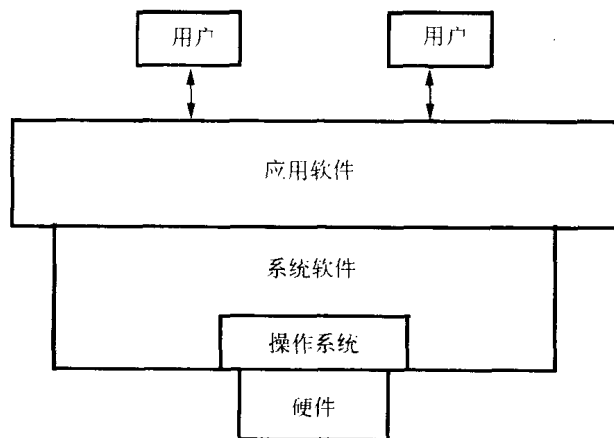 用户
用户
应用软件
系统软件
操作系统
硬件